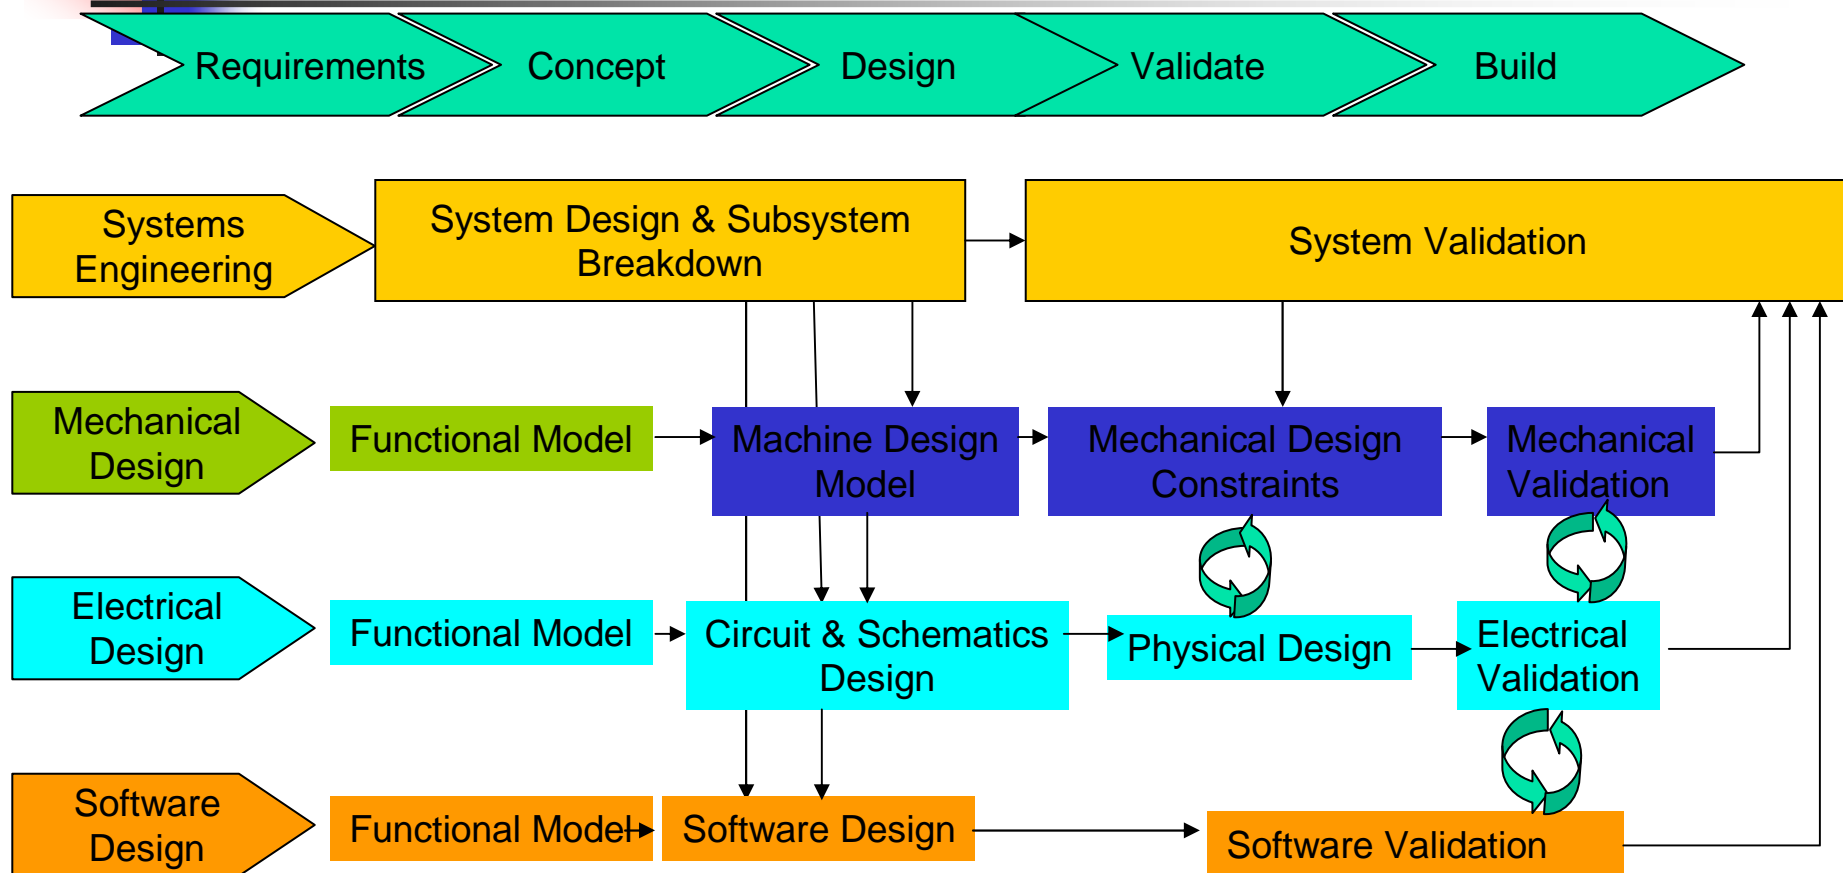 Requirements
Concept
Design
Validate
Build
Systems
Engineering
System Design & Subsystem
Breakdown
System Validation
Mechanical
Design
Functional Model
Machine Design
Model
Mechanical Design
Constraints
Mechanical
Validation
Electrical
Design
Functional Model
Circuit & Schematics
Design
Physical Design
Electrical
Validation
Software
Design
Functional Model
Software Design
Software Validation